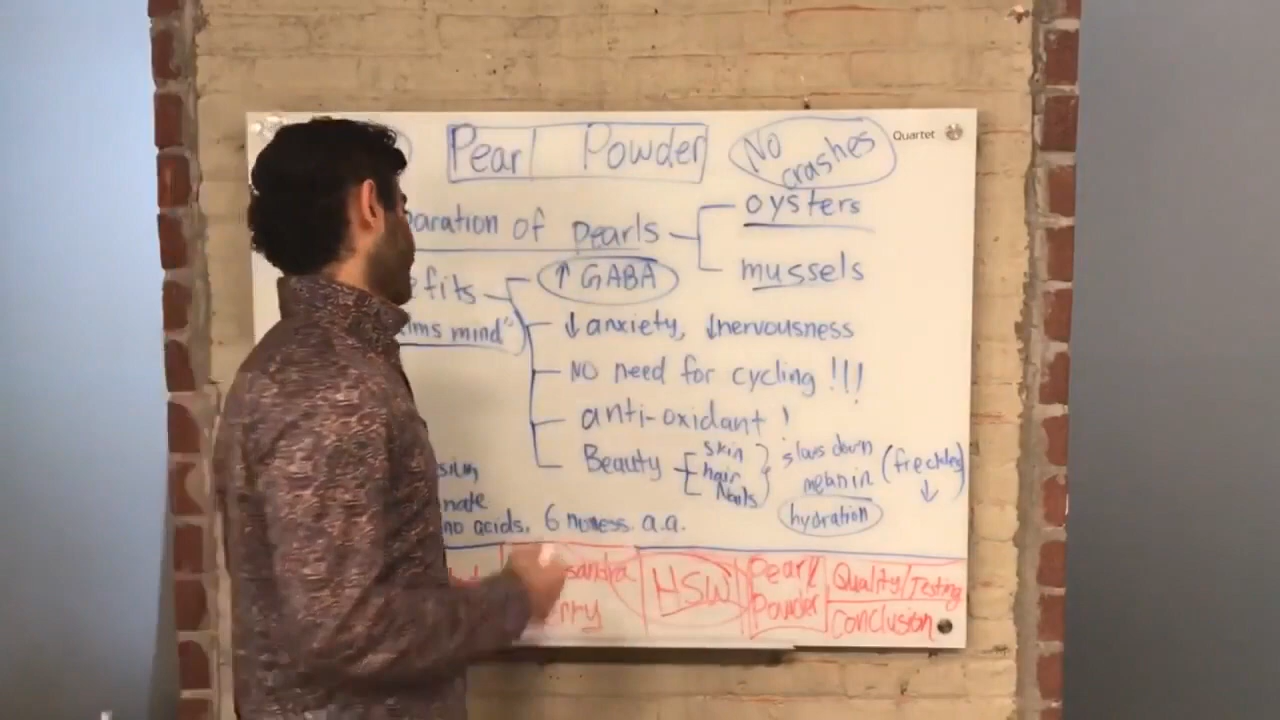 Pearl Powder
No crashes
Quartet
paration of pearls
oysters
mussels
fits
↑ GABA
ms mind"
↓anxiety, ↓nervousness
NO need for cycling !!!
anti-oxidant !
Beauty
skin
hair
Nails
slows down
melanin
(freckles) ↓
hydration
nate
no acids. 6 noness. a.a.
sandra
rry
HSW
Pearl
Powder
Quality/Testing
Conclusion